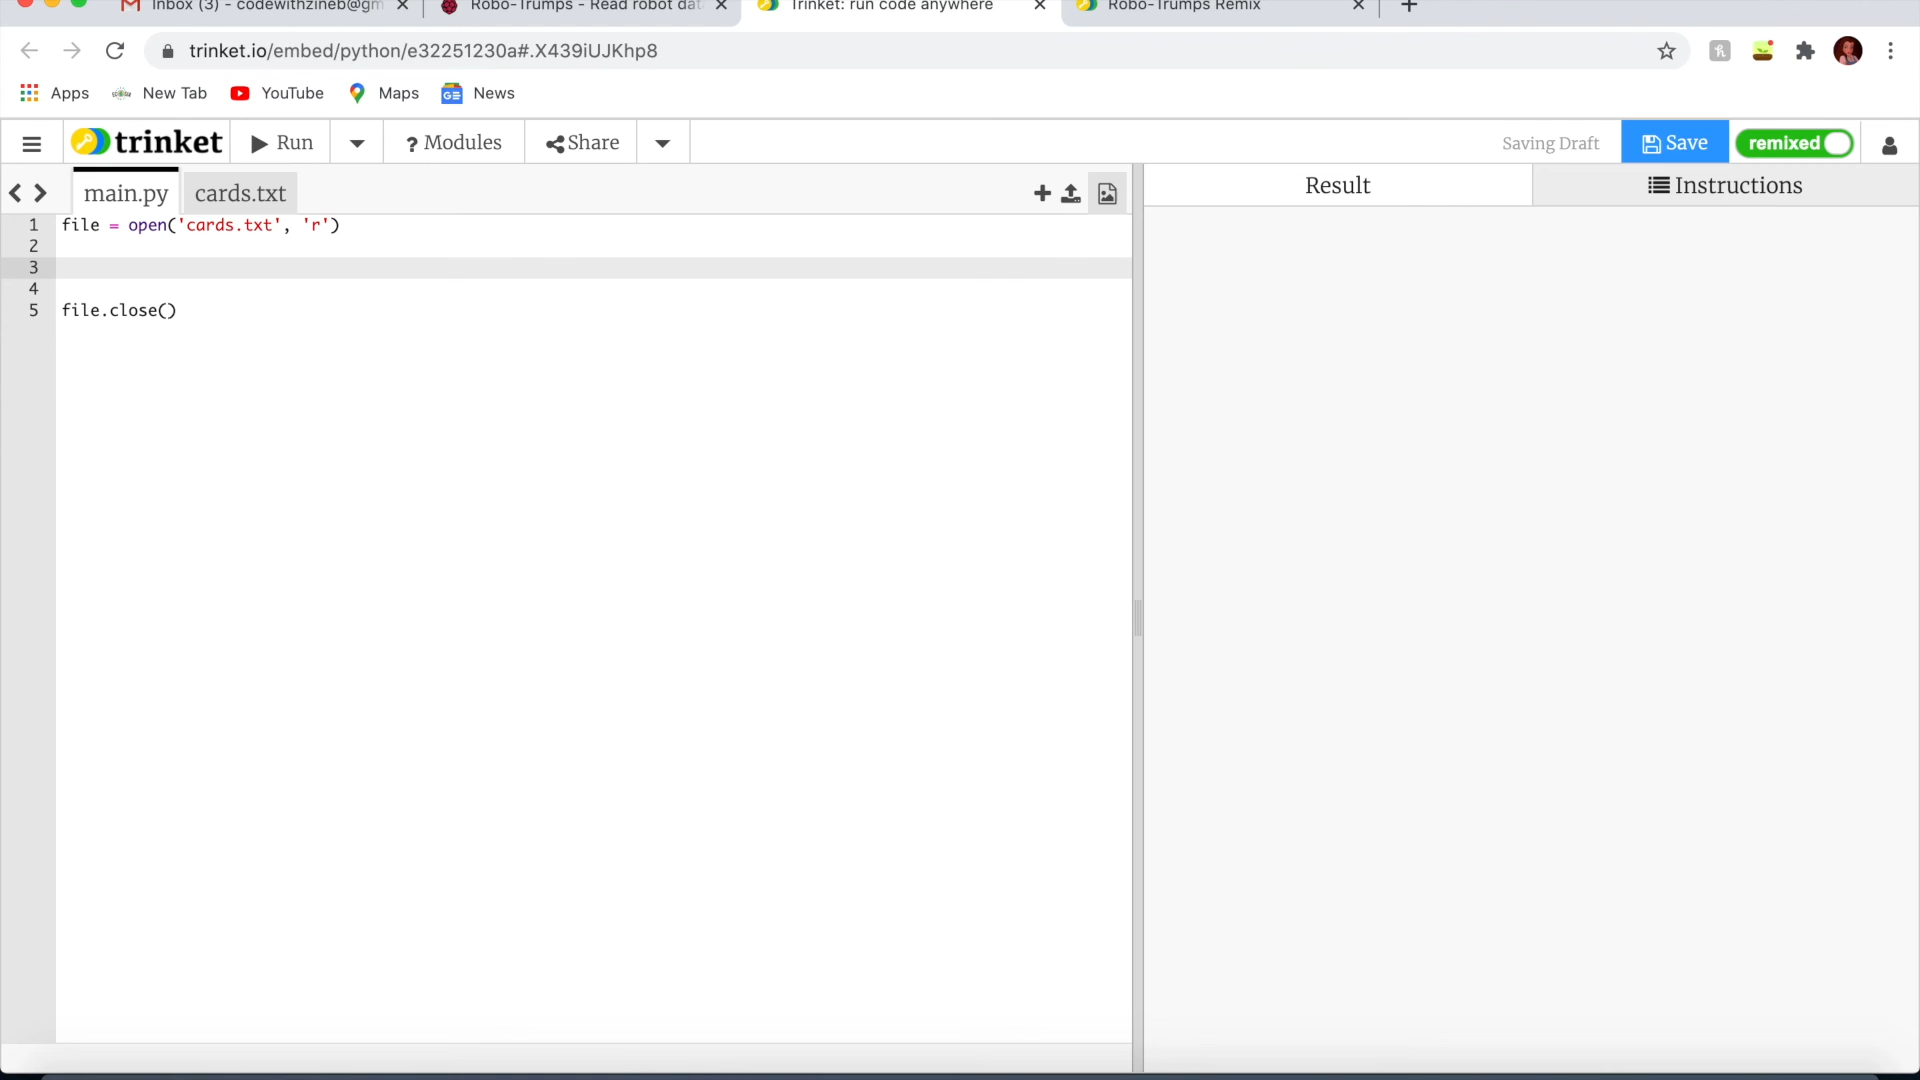 Inbox (3) - codewithzineb@gm
Robo-Trumps - Read robot dat
Trinket: run code anywhere
Robo-Trumps Remix
trinket.io/embed/python/e32251230a#.X439iUJKhp8
Apps
New Tab
YouTube
Maps
News
trinket
Run
? Modules
Share
Saving Draft
Save
remixed
main.py
cards.txt
Result
Instructions
1 file = open('cards.txt', 'r')
2
3
4
5 file.close()